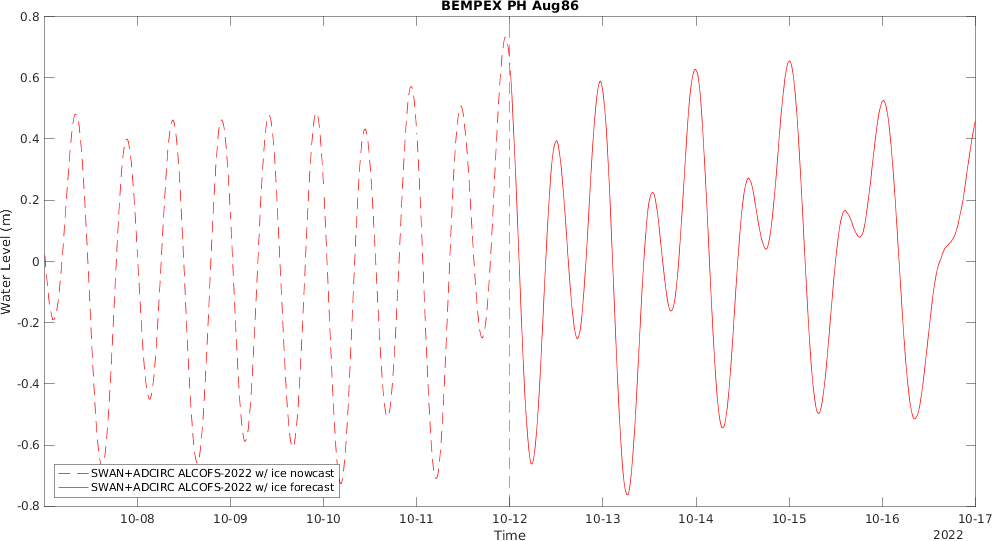 BEMPEX PH Aug86
Water Level (m)
0.8
0.6
0.4
0.2
0
-0.2
-0.4
-0.6
-0.8
SWAN+ADCIRC ALCOFS-2022 w/ ice nowcast
SWAN+ADCIRC ALCOFS-2022 w/ ice forecast
10-08 10-09 10-10 10-11 10-12 10-13 10-14 10-15 10-16 10-17
Time
2022